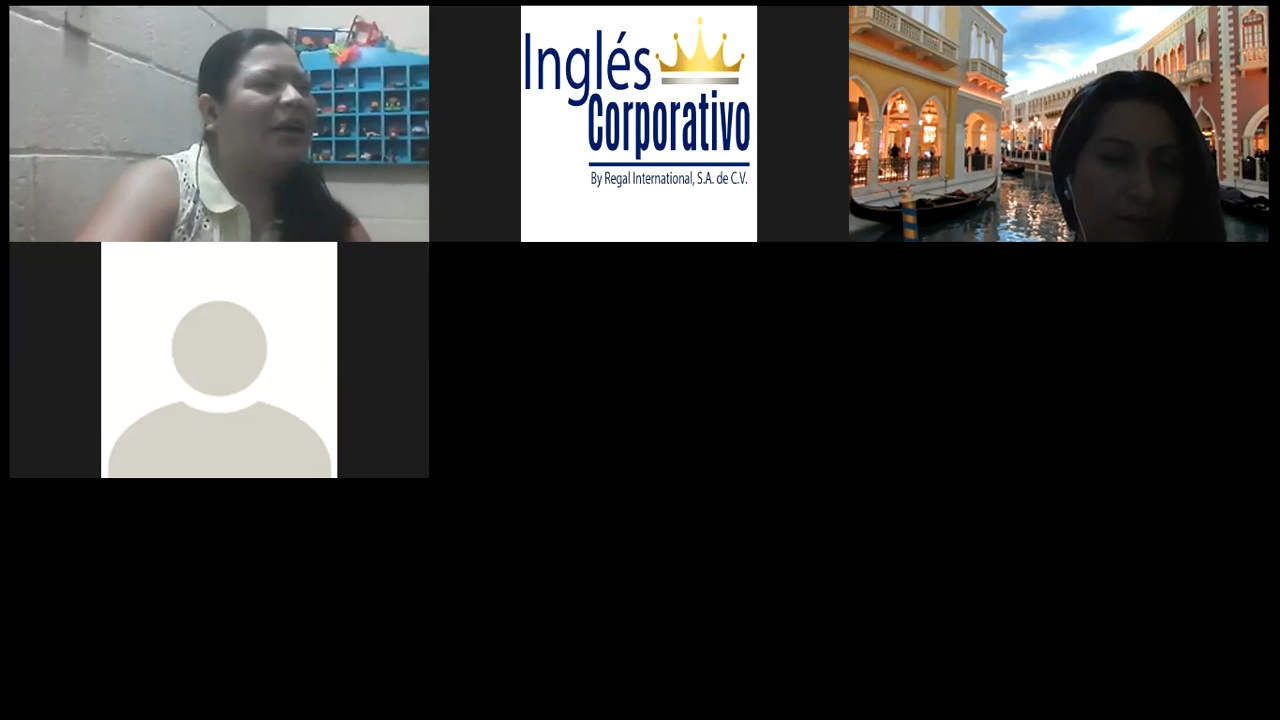 Inglés
Corporativo
By Regal International, S.A. de C.V.